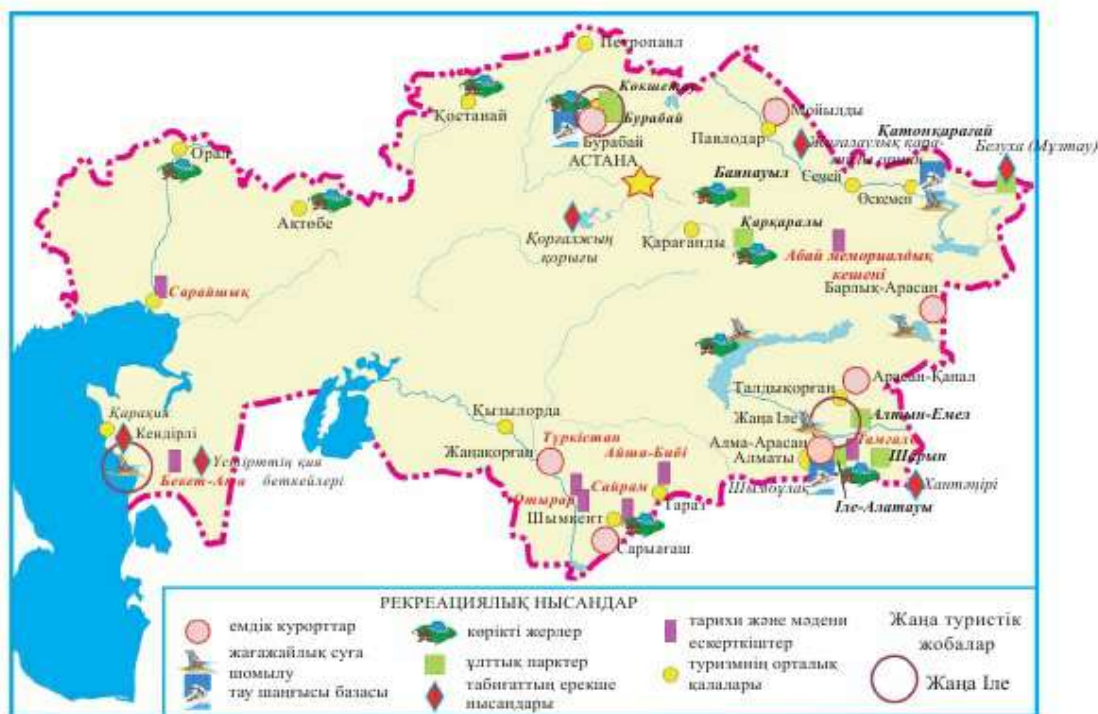 Петропавл
Көкшетау
Қостанай
Бурабай
Бурабай
АСТАНА
Мойылды
Павлодар
Қатонқарағай
Белуха (Мұзтау)
Орал
Баянауыл
Семей
Өскемен
Ақтөбе
Қорғалжың
қорығы
Қарағанды
Қарқаралы
Абай мемориалдық
кешені
Сарайшық
Барлық-Арасан
Талдықорған
Арасан-Қапал
Жаңа Іле
Алтын-Емел
Қарақия
Кендірлі
Қызылорда
Жаңақорған
Түркістан
Айша-Бибі
Алма-Арасан
Алматы
Тамғалы
Шарын
Бекет-Ата
Үстірттің қия
беткейлері
Отырар
Сайрам
Шымкент
Тараз
Шымбұлақ
Хантәңірі
Іле-Алатауы
Сарыағаш
РЕКРЕАЦИЯЛЫҚ НЫСАНДАР
емдік курорттар
жағажайлық суға
шомылу
тау шаңғысы базасы
көрікті жерлер
ұлттық парктер
табиғаттың ерекше
нысандары
тарихи және мәдени
ескерткіштер
туризмнің орталық
қалалары
Жаңа туристік
жобалар
Жаңа Іле